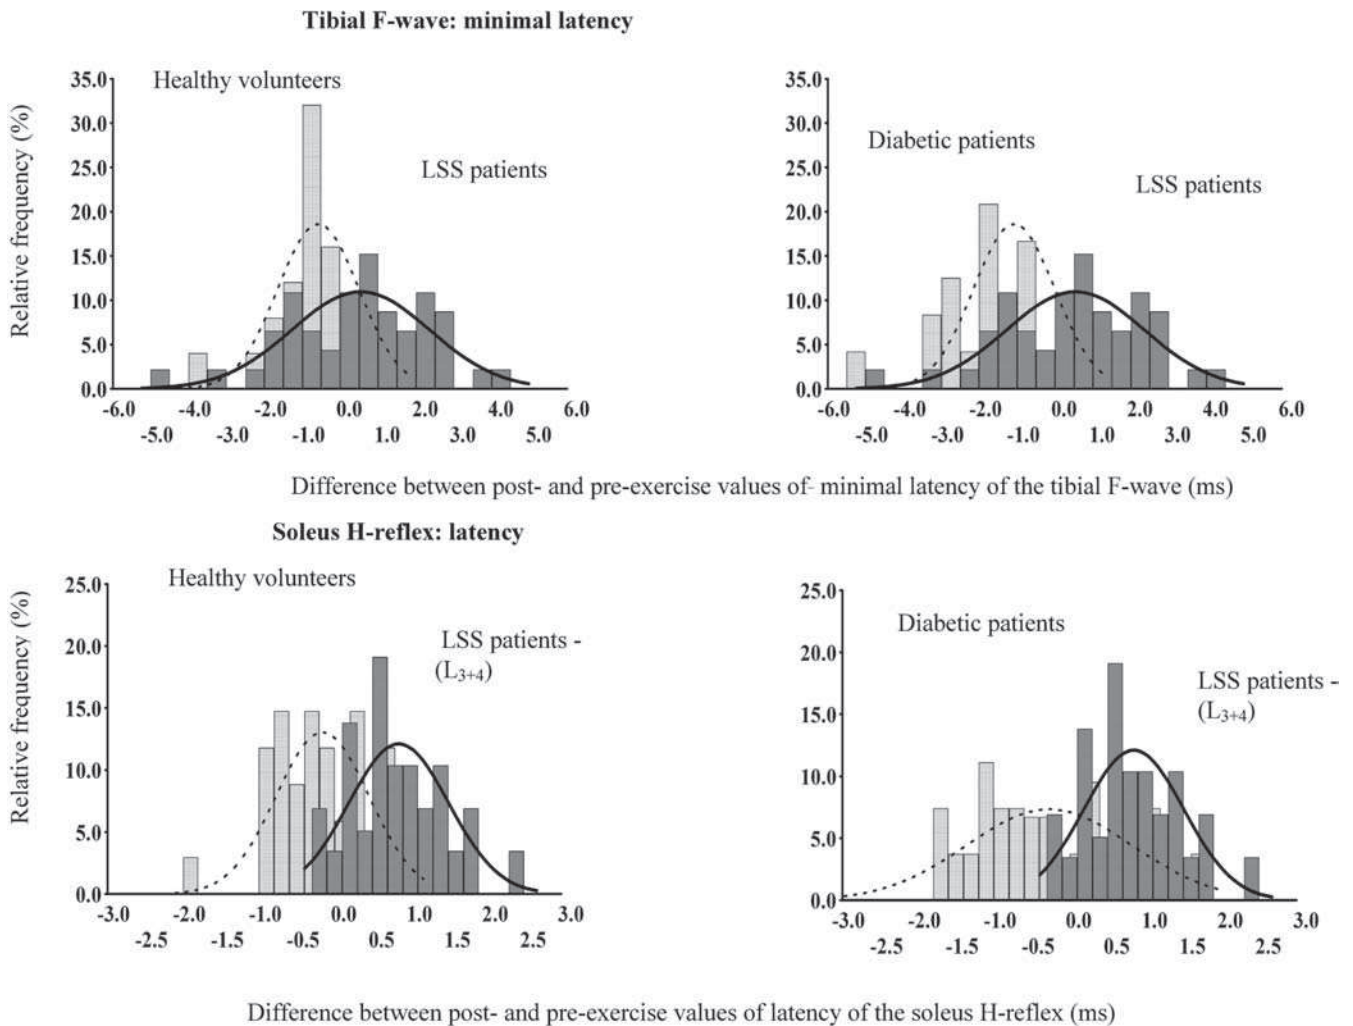 Tibial F-wave: minimal latency
Relative frequency (%)
Healthy volunteers
LSS patients
35.0
30.0
25.0
20.0
15.0
10.0
5.0
0.0
-6.0 -4.0 -2.0 0.0 2.0 4.0 6.0
-5.0 -3.0 -1.0 1.0 3.0 5.0
Diabetic patients
LSS patients
35.0
30.0
25.0
20.0
15.0
10.0
5.0
0.0
-6.0 -4.0 -2.0 0.0 2.0 4.0 6.0
-5.0 -3.0 -1.0 1.0 3.0 5.0
Difference between post- and pre-exercise values of- minimal latency of the tibial F-wave (ms)
Soleus H-reflex: latency
Relative frequency (%)
Healthy volunteers
LSS patients -
(L3+4)
25.0
20.0
15.0
10.0
5.0
0.0
-3.0 -2.0 -1.0 0.0 1.0 2.0 3.0
-2.5 -1.5 -0.5 0.5 1.5 2.5
Diabetic patients
LSS patients -
(L3+4)
25.0
20.0
15.0
10.0
5.0
0.0
-3.0 -2.0 -1.0 0.0 1.0 2.0 3.0
-2.5 -1.5 -0.5 0.5 1.5 2.5
Difference between post- and pre-exercise values of latency of the soleus H-reflex (ms)